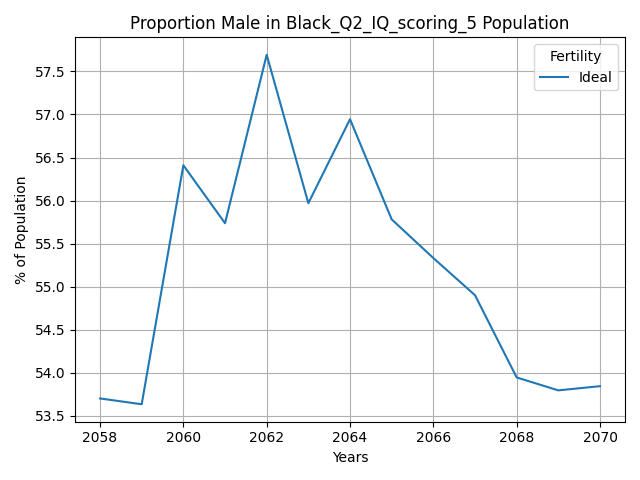 Proportion Male in Black_Q2_IQ_scoring_5 Population
Fertility
Ideal
57.5
57.0
56.5
56.0
55.5
55.0
54.5
54.0
53.5
% of Population
2058 2060 2062 2064 2066 2068 2070
Years